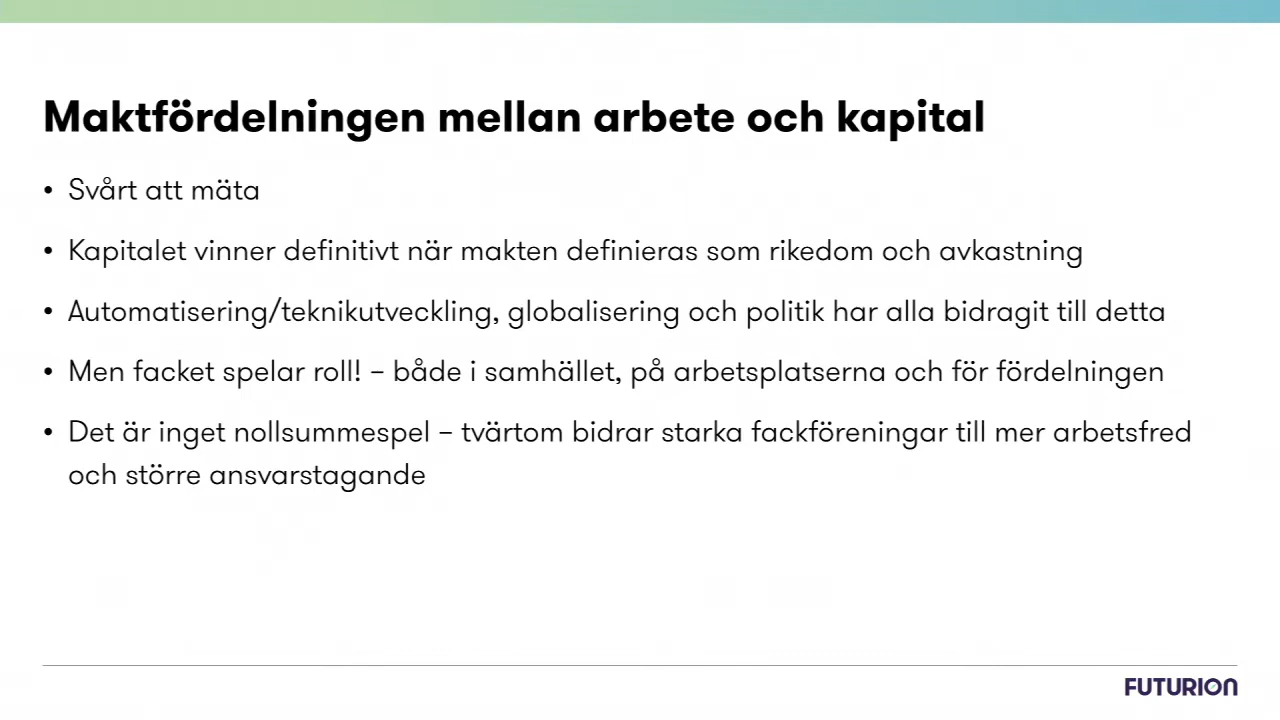 Maktfördelningen mellan arbete och kapital
• Svårt att mäta
• Kapitalet vinner definitivt när makten definieras som rikedom och avkastning
• Automatisering/teknikutveckling, globalisering och politik har alla bidragit till detta
• Men facket spelar roll! – både i samhället, på arbetsplatserna och för fördelningen
• Det är inget nollsummespel – tvärtom bidrar starka fackföreningar till mer arbetsfred
och större ansvarstagande
FUTURION